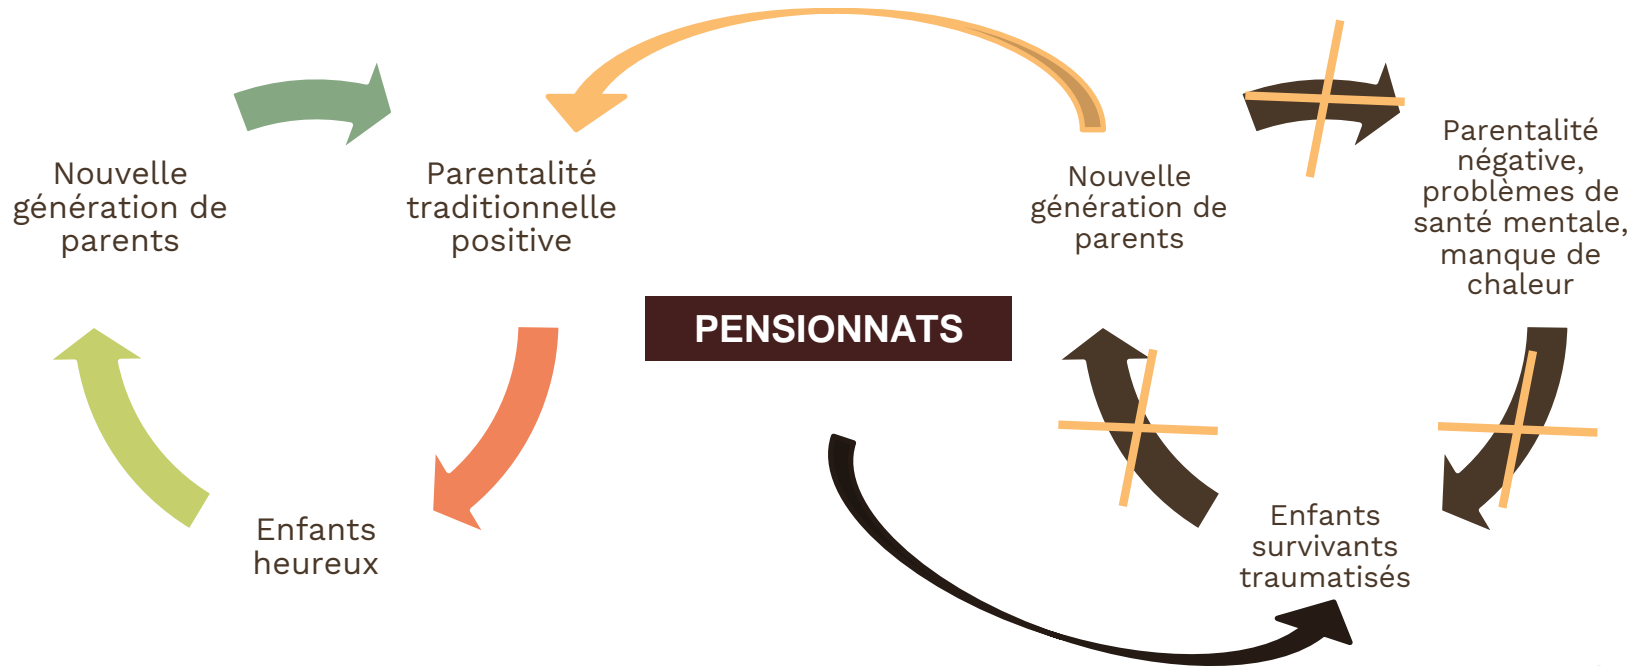 Nouvelle
génération de
parents
Parentalité
traditionnelle
positive
Enfants
heureux
PENSIONNATS
Nouvelle
génération de
parents
Parentalité
négative,
problèmes de
santé mentale,
manque de
chaleur
Enfants
survivants
traumatisés